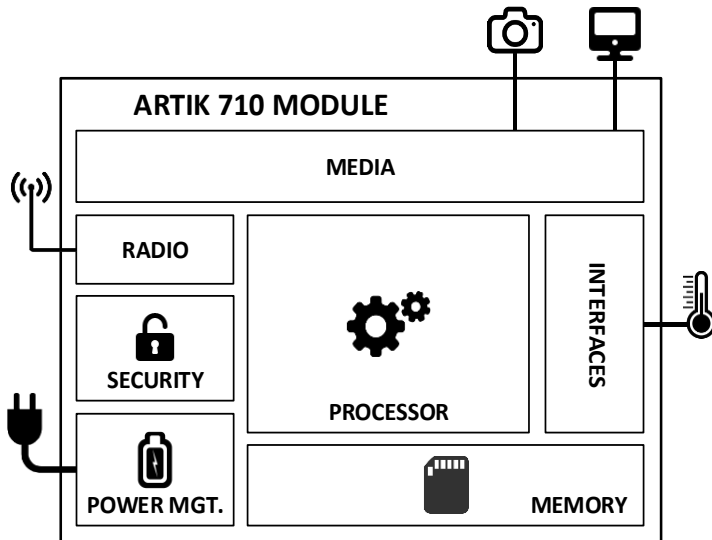 ARTIK 710 MODULE
MEDIA
RADIO
SECURITY
POWER MGT.
PROCESSOR
INTERFACES
MEMORY